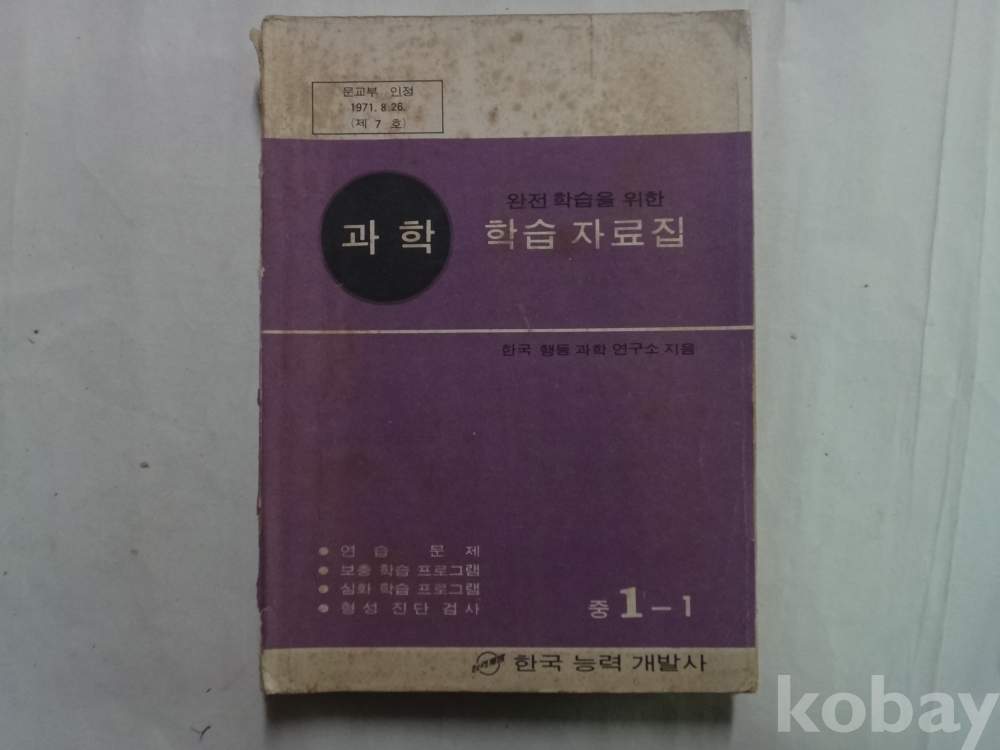 문교부 인정
1971. 8. 26.
(제 7 호)
완전 학습을 위한
과학 학습 자료집
한국 행동 과학 연구소 지음
● 연습 문제
● 보충 학습 프로그램
● 심화 학습 프로그램
● 형성 진단 검사
중 1-1
한국 능력 개발사
kobay